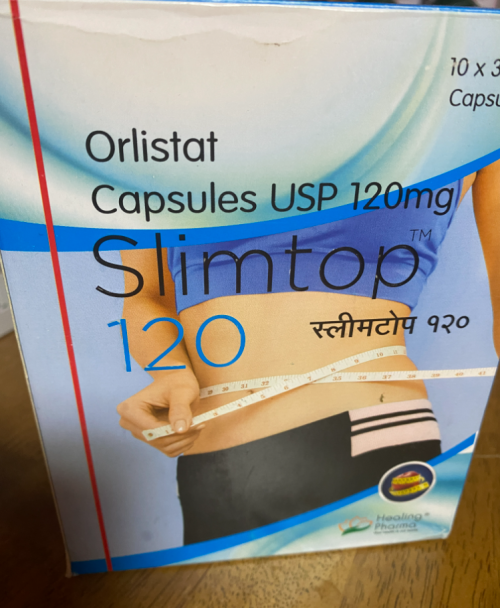 10 x 3
Capsu
Orlistat
Capsules USP 120mg
Slimtop™
120
स्लीमटोप १२०
Healing
Pharma